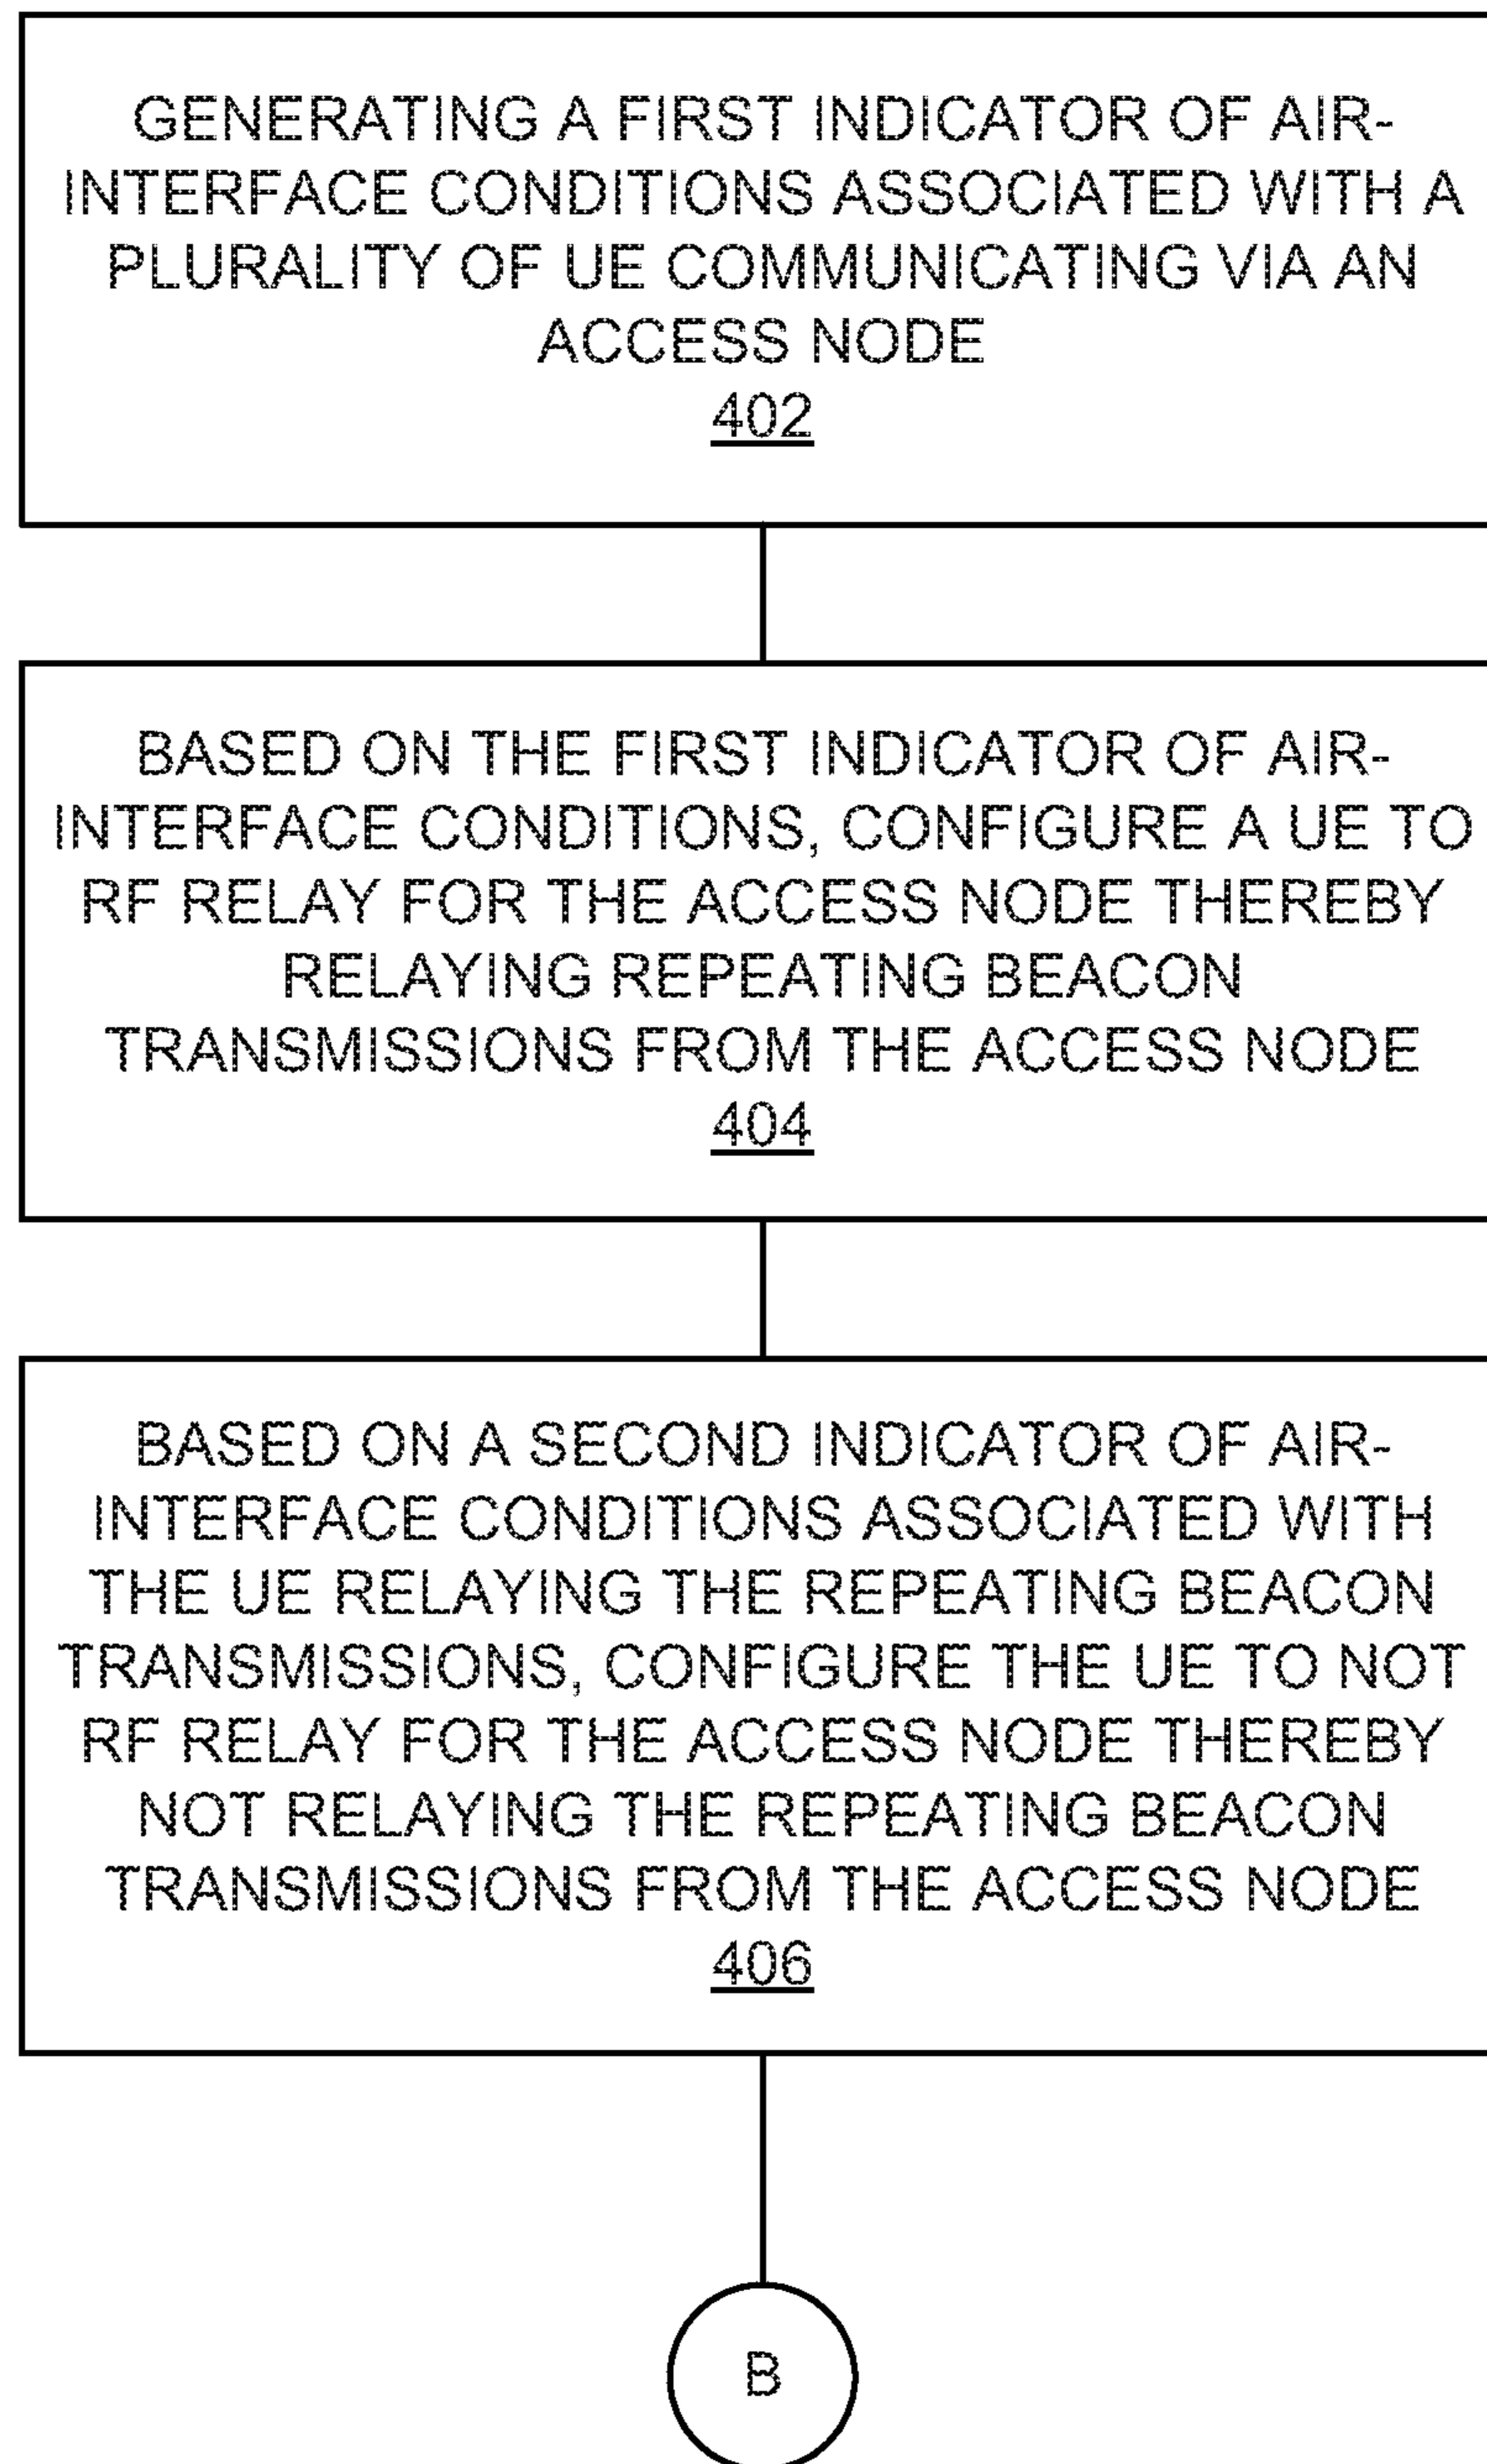 GENERATING A FIRST INDICATOR OF AIR-
INTERFACE CONDITIONS ASSOCIATED WITH A
PLURALITY OF UE COMMUNICATING VIA AN
ACCESS NODE
402
BASED ON THE FIRST INDICATOR OF AIR-
INTERFACE CONDITIONS, CONFIGURE A UE TO
RF RELAY FOR THE ACCESS NODE THEREBY
RELAYING REPEATING BEACON
TRANSMISSIONS FROM THE ACCESS NODE
404
BASED ON A SECOND INDICATOR OF AIR-
INTERFACE CONDITIONS ASSOCIATED WITH
THE UE RELAYING THE REPEATING BEACON
TRANSMISSIONS, CONFIGURE THE UE TO NOT
RF RELAY FOR THE ACCESS NODE THEREBY
NOT RELAYING THE REPEATING BEACON
TRANSMISSIONS FROM THE ACCESS NODE
406
B